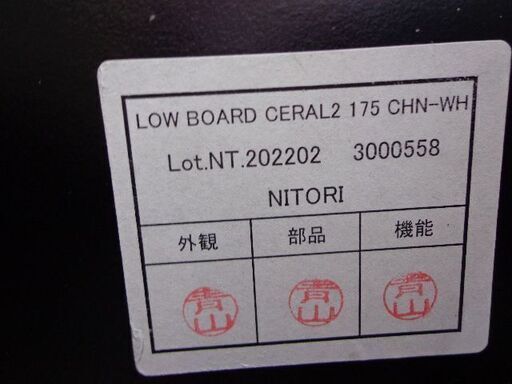 LOW BOARD CERAL2 175 CHN-WH
Lot.NT.202202 3000558
NITORI
外観 部品 機能
青山 青山 青山